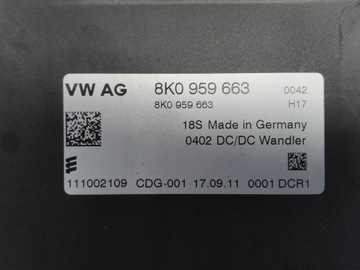 VW AG 8K0 959 663 0042
8K0 959 663 H17
18S Made in Germany
0402 DC/DC Wandler
111002109 CDG-001 17.09.11 0001 DCR1